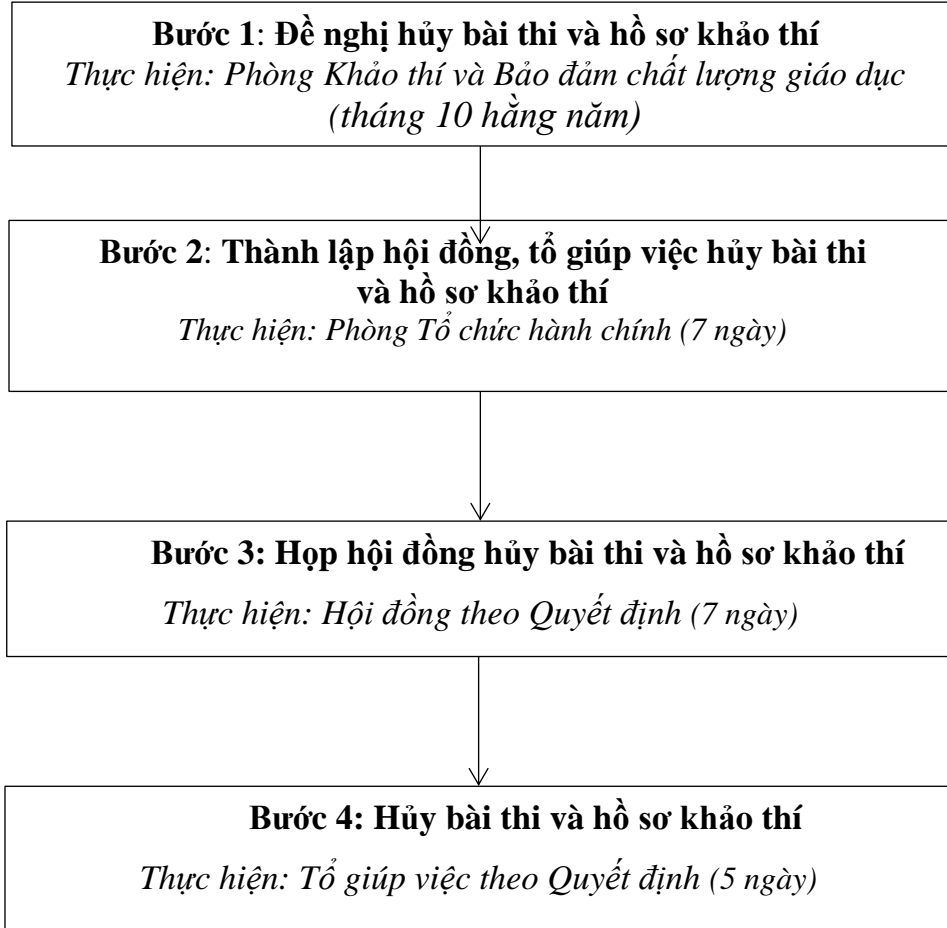 Bước 1: Đề nghị hủy bài thi và hồ sơ khảo thí
Thực hiện: Phòng Khảo thí và Bảo đảm chất lượng giáo dục
(tháng 10 hằng năm)
Bước 2: Thành lập hội đồng, tổ giúp việc hủy bài thi
và hồ sơ khảo thí
Thực hiện: Phòng Tổ chức hành chính (7 ngày)
Bước 3: Họp hội đồng hủy bài thi và hồ sơ khảo thí
Thực hiện: Hội đồng theo Quyết định (7 ngày)
Bước 4: Hủy bài thi và hồ sơ khảo thí
Thực hiện: Tổ giúp việc theo Quyết định (5 ngày)